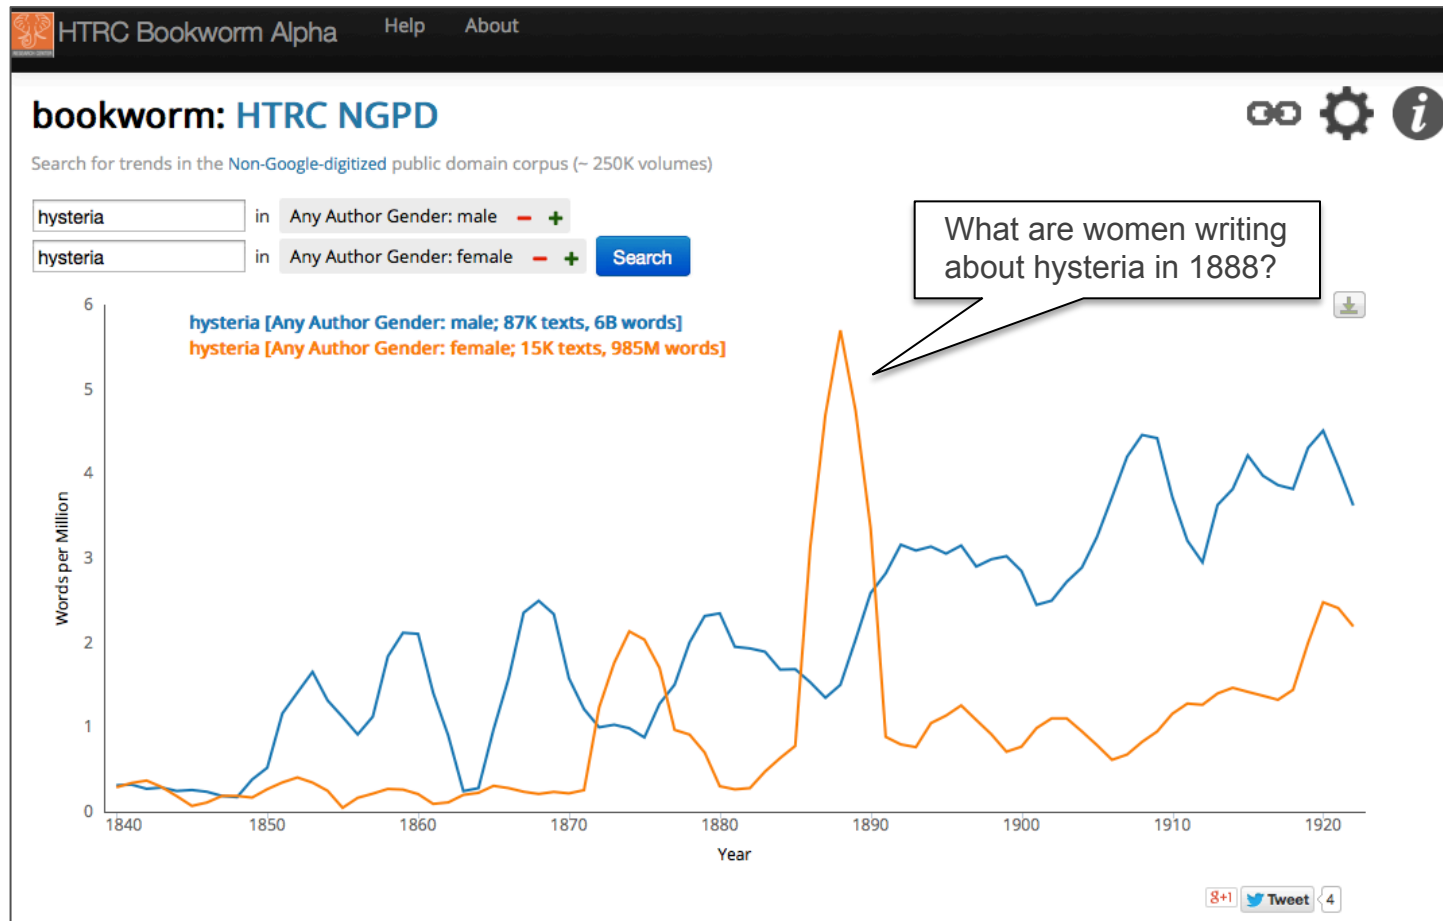 HTRC Bookworm Alpha Help About
bookworm: HTRC NGPD
Search for trends in the Non-Google-digitized public domain corpus (~ 250K volumes)
hysteria in Any Author Gender: male − +
hysteria in Any Author Gender: female − + Search
What are women writing
about hysteria in 1888?
hysteria [Any Author Gender: male; 87K texts, 6B words]
hysteria [Any Author Gender: female; 15K texts, 985M words]
6
5
4
3
2
1
0
Words per Million
1840 1850 1860 1870 1880 1890 1900 1910 1920
Year
g+1 Tweet 4